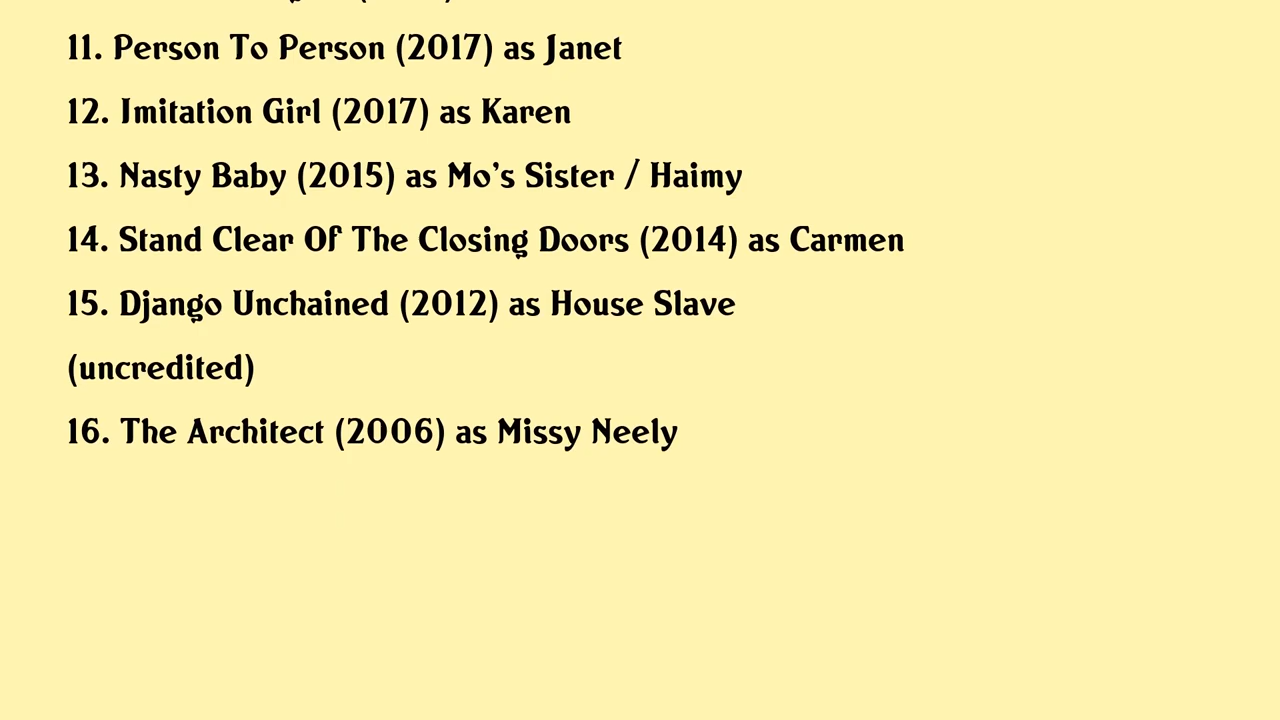 11. Person To Person (2017) as Janet
12. Imitation Girl (2017) as Karen
13. Nasty Baby (2015) as Mo's Sister / Haimy
14. Stand Clear Of The Closing Doors (2014) as Carmen
15. Django Unchained (2012) as House Slave
(uncredited)
16. The Architect (2006) as Missy Neely